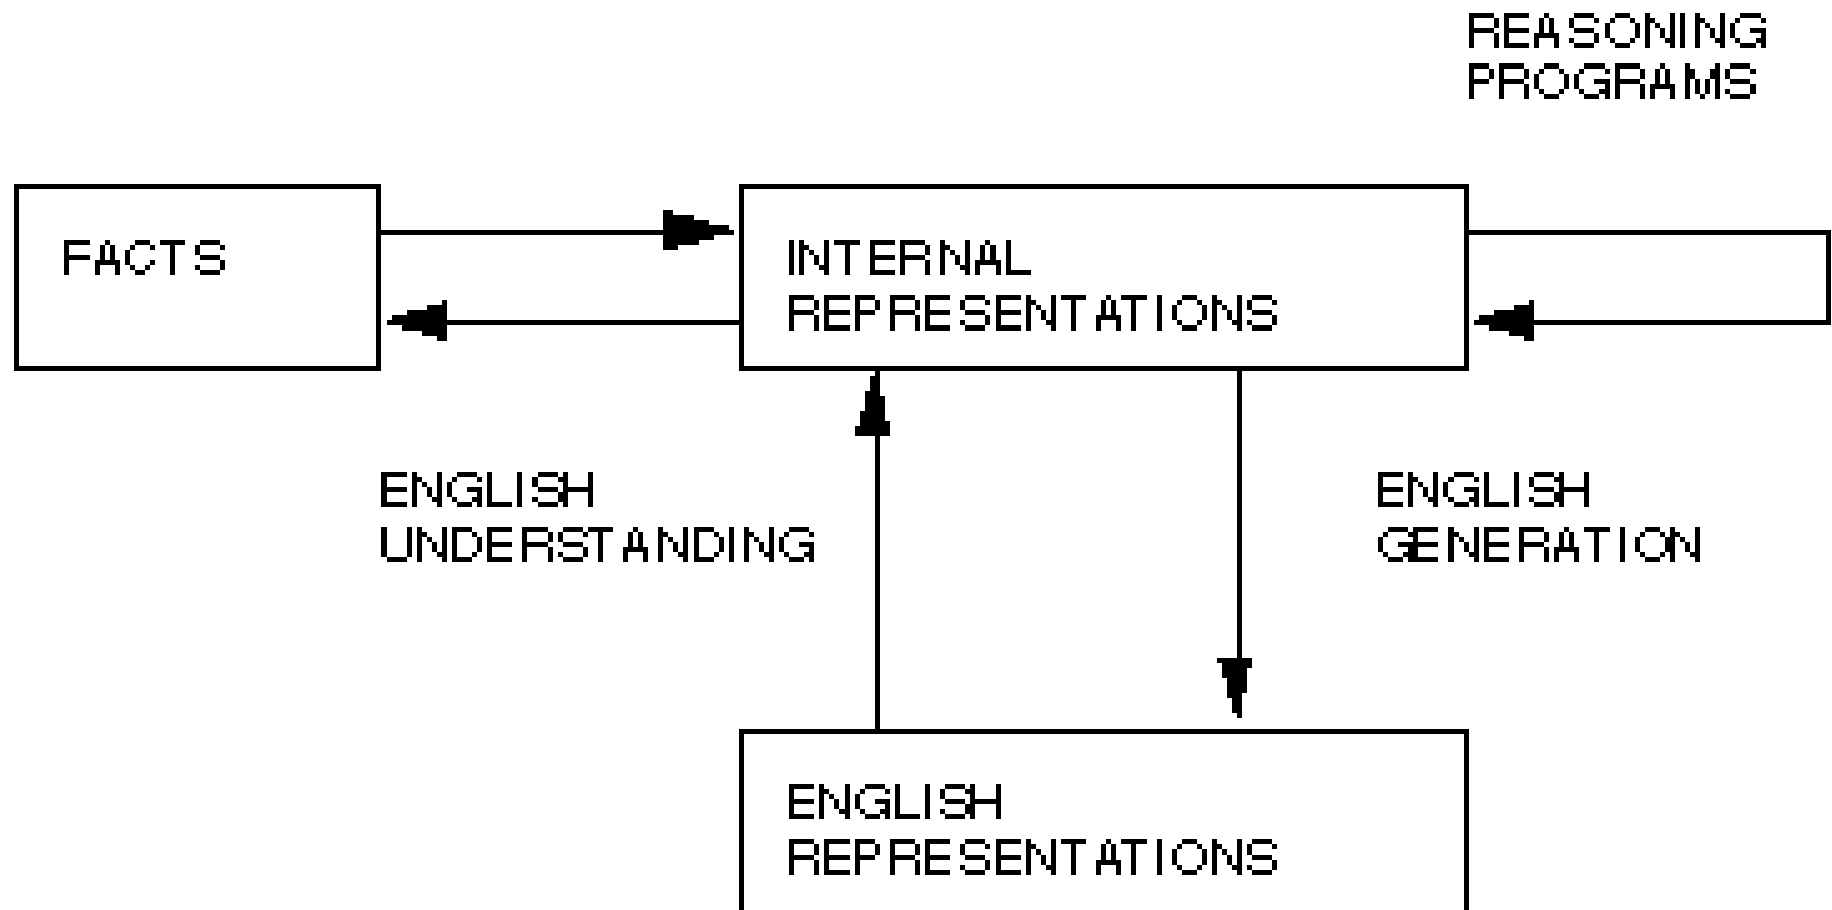 REASONING
PROGRAMS
FACTS
INTERNAL
REPRESENTATIONS
ENGLISH
UNDERSTANDING
ENGLISH
GENERATION
ENGLISH
REPRESENTATIONS